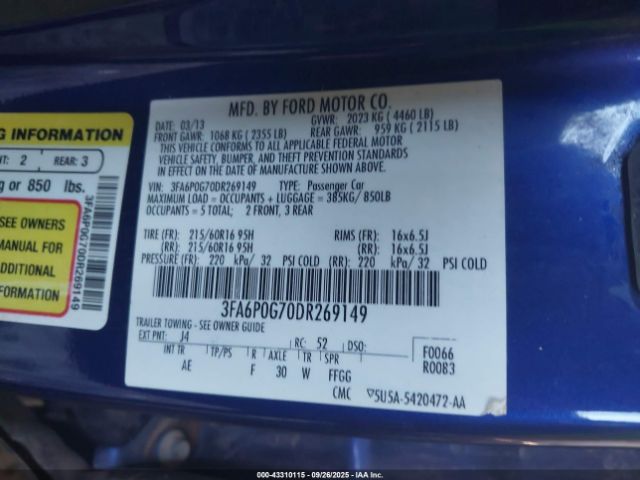 G INFORMATION
NT: 2 REAR: 3
g or 850 lbs.
SEE OWNERS
MANUAL FOR
ADDITIONAL
INFORMATION
3FA6P0G70DR269149
MFD. BY FORD MOTOR CO.
DATE: 03/13 GVWR: 2023 KG ( 4460 LB)
FRONT GAWR: 1068 KG ( 2355 LB) REAR GAWR: 959 KG ( 2115 LB)
THIS VEHICLE CONFORMS TO ALL APPLICABLE FEDERAL MOTOR
VEHICLE SAFETY, BUMPER, AND THEFT PREVENTION STANDARDS
IN EFFECT ON THE DATE OF MANUFACTURE SHOWN ABOVE.
VIN: 3FA6P0G70DR269149 TYPE: Passenger Car
MAXIMUM LOAD = OCCUPANTS + LUGGAGE = 385KG/850LB
OCCUPANTS = 5 TOTAL; 2 FRONT, 3 REAR
TIRE (FR): 215/60R16 95H RIMS (FR): 16x6.5J
(RR): 215/60R16 95H (RR): 16x6.5J
PRESSURE (FR): 220 kPa/ 32 PSI COLD (RR): 220 kPa/ 32 PSI COLD
3FA6P0G70DR269149
TRAILER TOWING - SEE OWNER GUIDE
EXT PNT: J4 RC: 52 DSO: F0066
INT TR TP/PS R AXLE TR SPR R0083
AE F 30 W FFGG
CMC ▽5U5A-5420472-AA
000-43310115 - 09/26/2025 - IAAI.COM